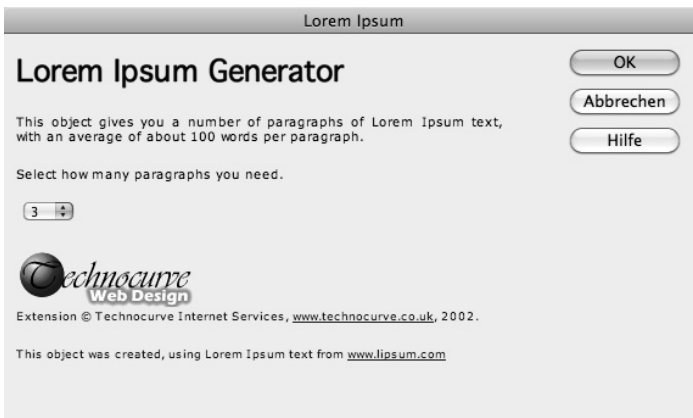 Lorem Ipsum
Lorem Ipsum Generator
OK
Abbrechen
Hilfe
This object gives you a number of paragraphs of Lorem Ipsum text,
with an average of about 100 words per paragraph.
Select how many paragraphs you need.
3
Technocurve
Web Design
Extension © Technocurve Internet Services, www.technocurve.co.uk, 2002.
This object was created, using Lorem Ipsum text from www.lipsum.com